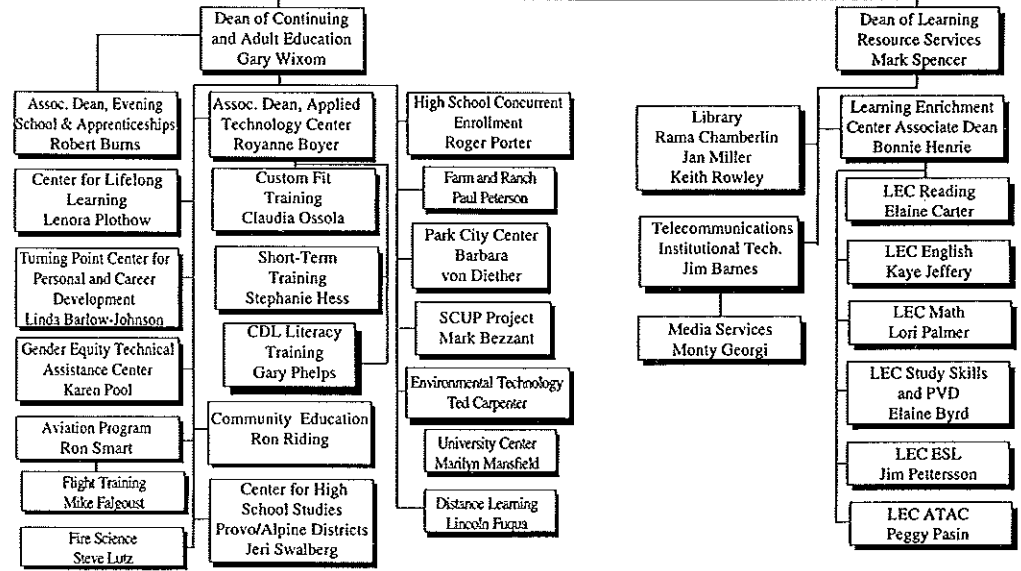 Dean of Continuing
and Adult Education
Gary Wixom
Assoc. Dean, Evening
School & Apprenticeships
Robert Burns
Center for Lifelong
Learning
Lenora Plothow
Turning Point Center for
Personal and Career
Development
Linda Barlow-Johnson
Gender Equity Technical
Assistance Center
Karen Pool
Aviation Program
Ron Smart
Flight Training
Mike Falgoust
Fire Science
Steve Lutz
Assoc. Dean, Applied
Technology Center
Royanne Boyer
Custom Fit
Training
Claudia Ossola
Short-Term
Training
Stephanie Hess
CDL Literacy
Training
Gary Phelps
Community Education
Ron Riding
Center for High
School Studies
Provo/Alpine Districts
Jeri Swalberg
High School Concurrent
Enrollment
Roger Porter
Farm and Ranch
Paul Peterson
Park City Center
Barbara
von Diether
SCUP Project
Mark Bezzant
Environmental Technology
Ted Carpenter
University Center
Marilyn Mansfield
Distance Learning
Lincoln Fuqua
Dean of Learning
Resource Services
Mark Spencer
Library
Rama Chamberlin
Jan Miller
Keith Rowley
Telecommunications
Institutional Tech.
Jim Barnes
Media Services
Monty Georgi
Learning Enrichment
Center Associate Dean
Bonnie Henrie
LEC Reading
Elaine Carter
LEC English
Kaye Jeffery
LEC Math
Lori Palmer
LEC Study Skills
and PVD
Elaine Byrd
LEC ESL
Jim Pettersson
LEC ATAC
Peggy Pasin